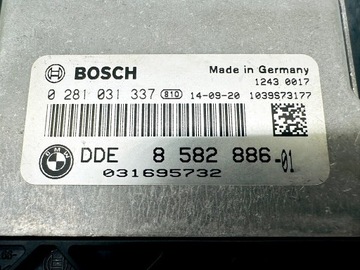 BOSCH
Made in Germany
1243 0017
0 281 031 337 810 14-09-20 1039S73177
BMW
DDE 8 582 886-01
031695732